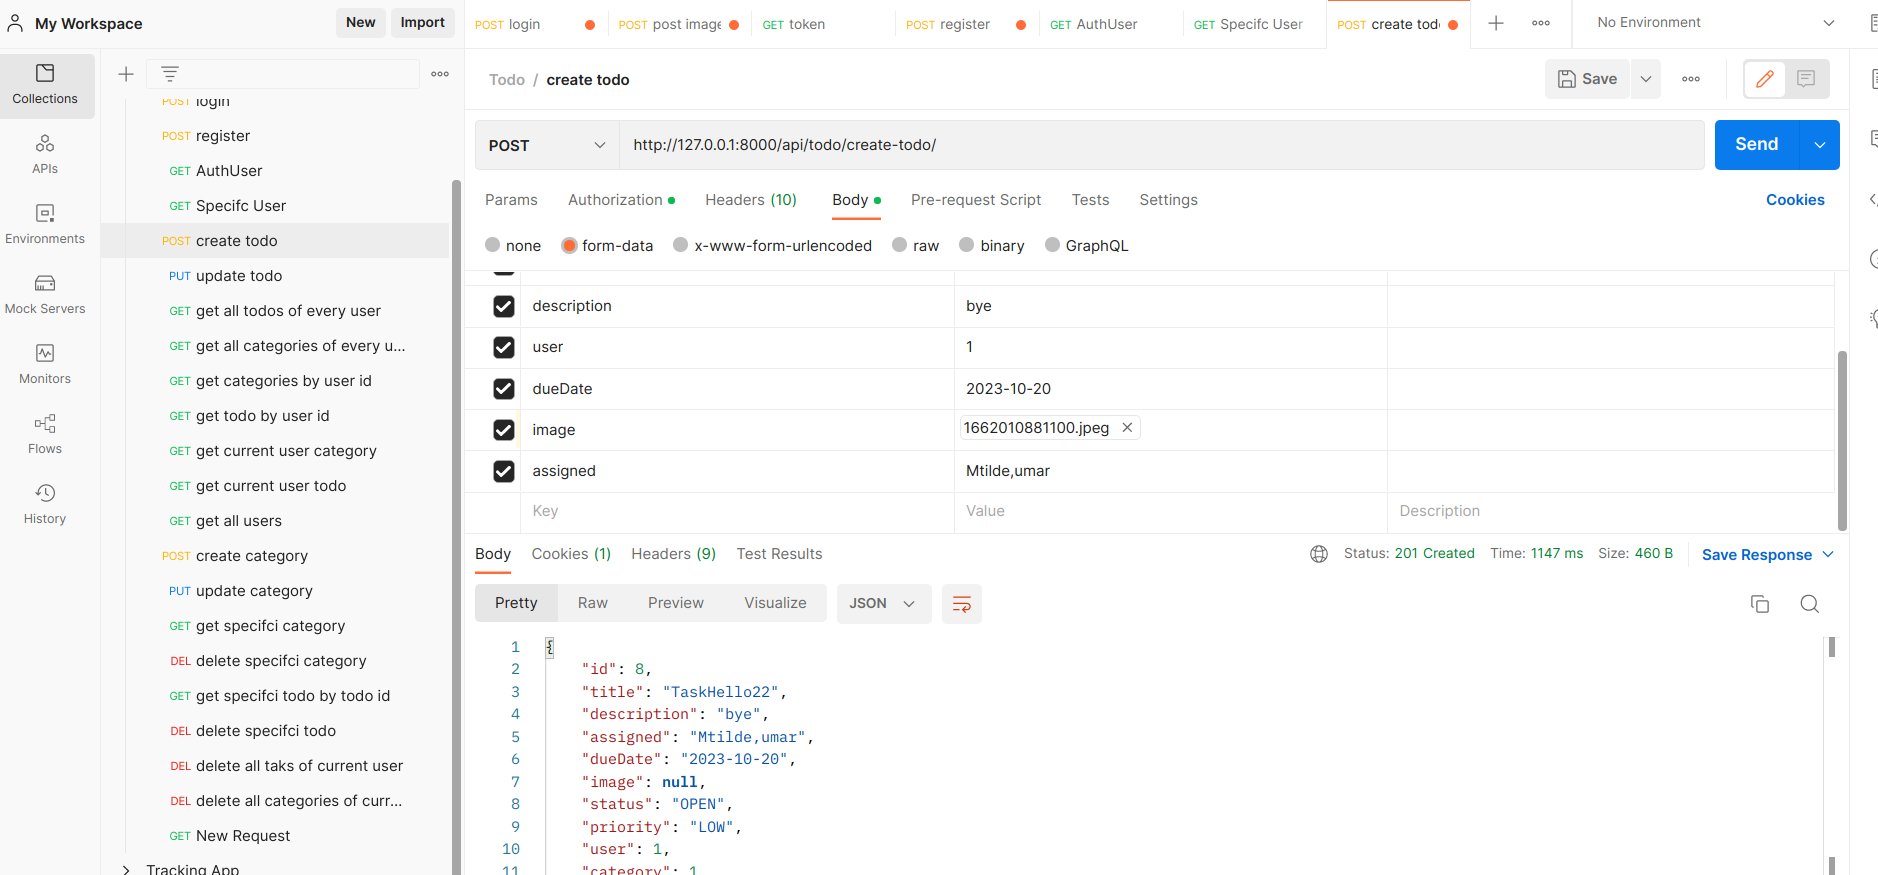 My Workspace
New
Import
POST login
POST post image
GET token
POST register
GET AuthUser
GET Specifc User
POST create todo
No Environment
Collections
APIs
Environments
Mock Servers
Monitors
Flows
History
POST login
POST register
GET AuthUser
GET Specifc User
POST create todo
PUT update todo
GET get all todos of every user
GET get all categories of every u...
GET get categories by user id
GET get todo by user id
GET get current user category
GET get current user todo
GET get all users
POST create category
PUT update category
GET get specifci category
DEL delete specifci category
GET get specifci todo by todo id
DEL delete specifci todo
DEL delete all taks of current user
DEL delete all categories of curr...
GET New Request
Tracking App
Todo / create todo
Save
POST http://127.0.0.1:8000/api/todo/create-todo/
Send
Params Authorization Headers (10) Body Pre-request Script Tests Settings
Cookies
none form-data x-www-form-urlencoded raw binary GraphQL
description bye
user 1
dueDate 2023-10-20
image 1662010881100.jpeg
assigned Mtilde,umar
Key Value Description
Body Cookies (1) Headers (9) Test Results
Status: 201 Created Time: 1147 ms Size: 460 B Save Response
Pretty Raw Preview Visualize JSON
1 {
2 "id": 8,
3 "title": "TaskHello22",
4 "description": "bye",
5 "assigned": "Mtilde,umar",
6 "dueDate": "2023-10-20",
7 "image": null,
8 "status": "OPEN",
9 "priority": "LOW",
10 "user": 1,
11 "category": 1